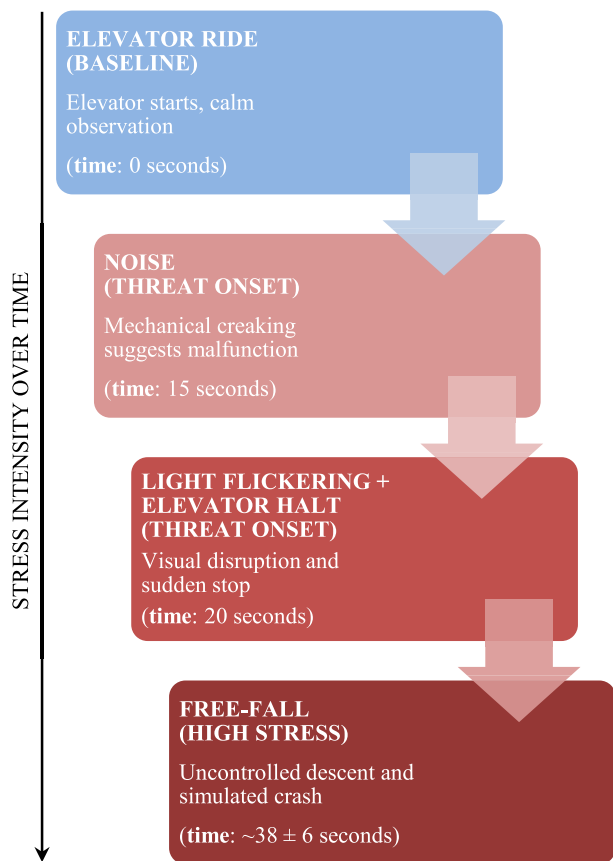 STRESS INTENSITY OVER TIME
ELEVATOR RIDE
(BASELINE)
Elevator starts, calm
observation
(time: 0 seconds)
NOISE
(THREAT ONSET)
Mechanical creaking
suggests malfunction
(time: 15 seconds)
LIGHT FLICKERING +
ELEVATOR HALT
(THREAT ONSET)
Visual disruption and
sudden stop
(time: 20 seconds)
FREE-FALL
(HIGH STRESS)
Uncontrolled descent and
simulated crash
(time: ~38 ± 6 seconds)